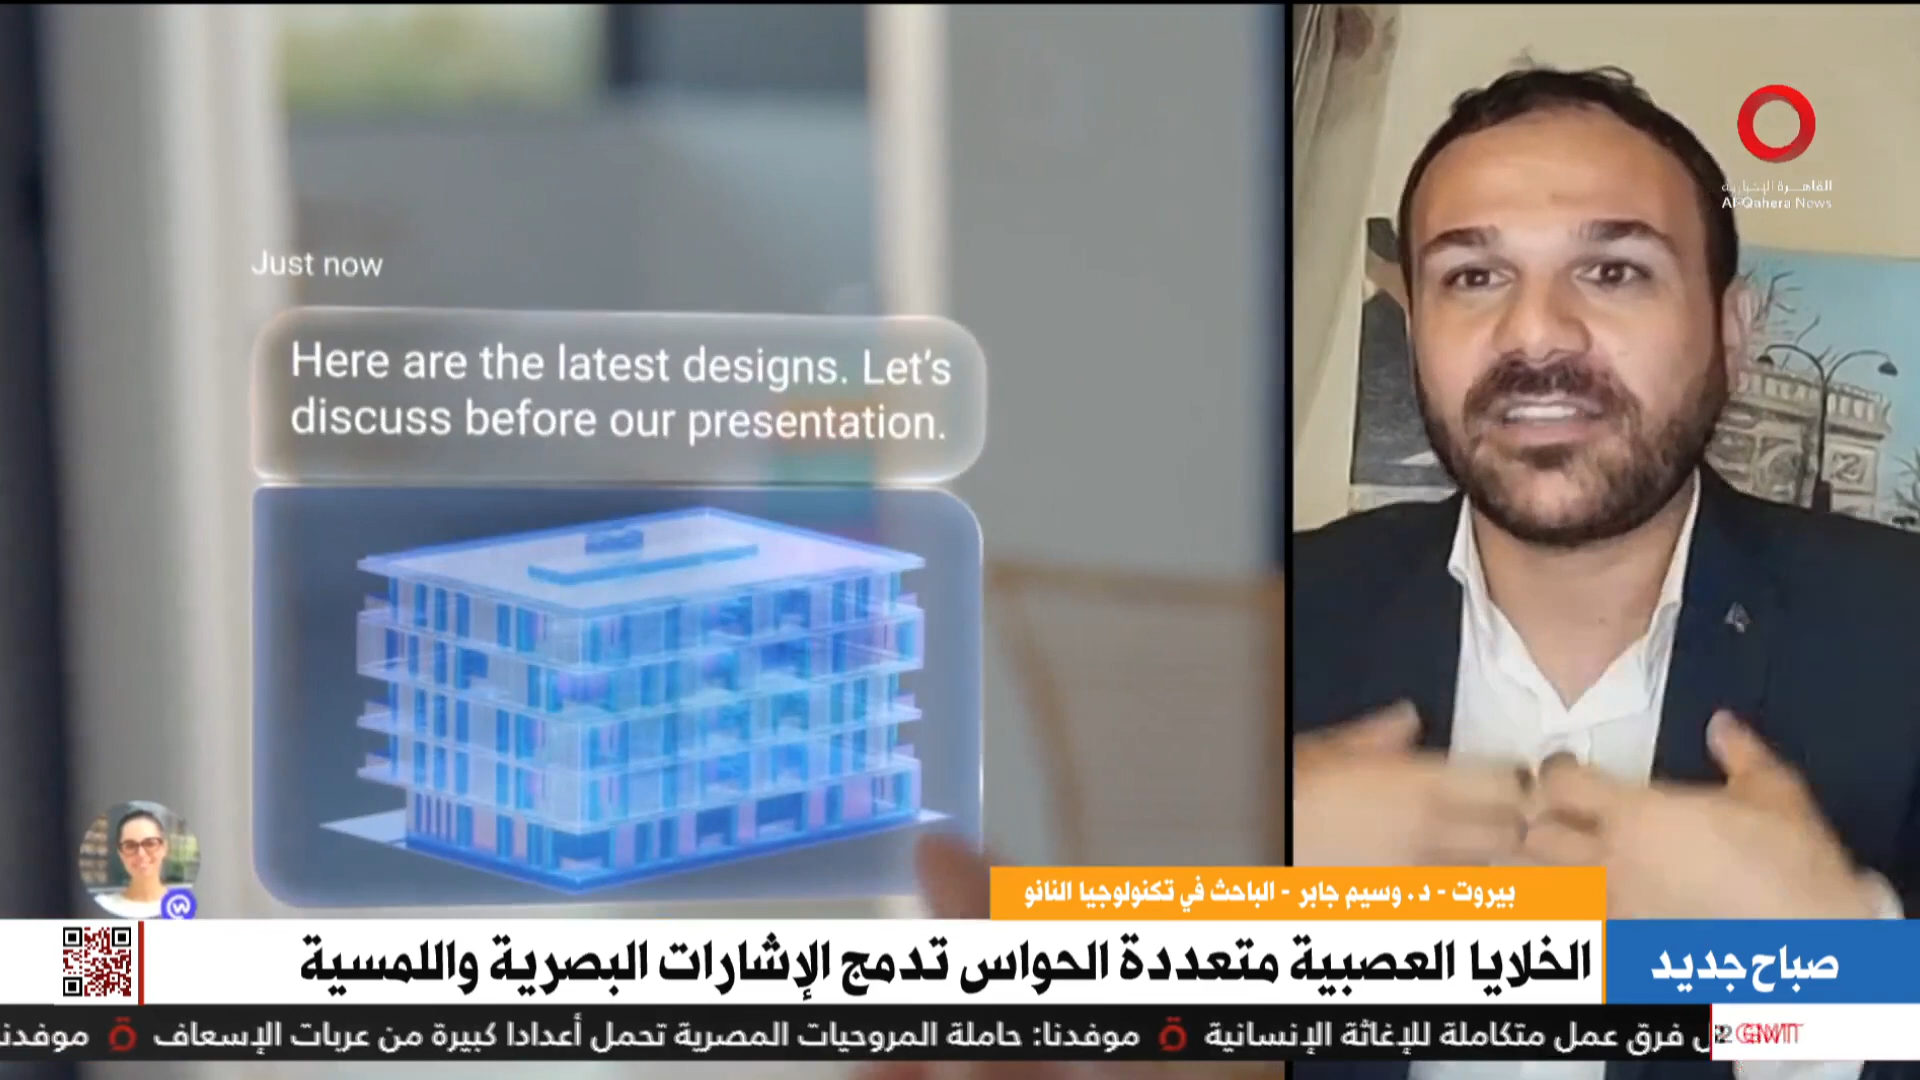 القاهرة الإخبارية
Al-Qahera News
Just now
Here are the latest designs. Let's
discuss before our presentation.
بيروت - د. وسيم جابر - الباحث في تكنولوجيا النانو
الخلايا العصبية متعددة الحواس تدمج الإشارات البصرية واللمسية
صباح جديد
فرق عمل متكاملة للإغاثة الإنسانية
موفدنا: حاملة المروحيات المصرية تحمل أعدادا كبيرة من عربات الإسعاف